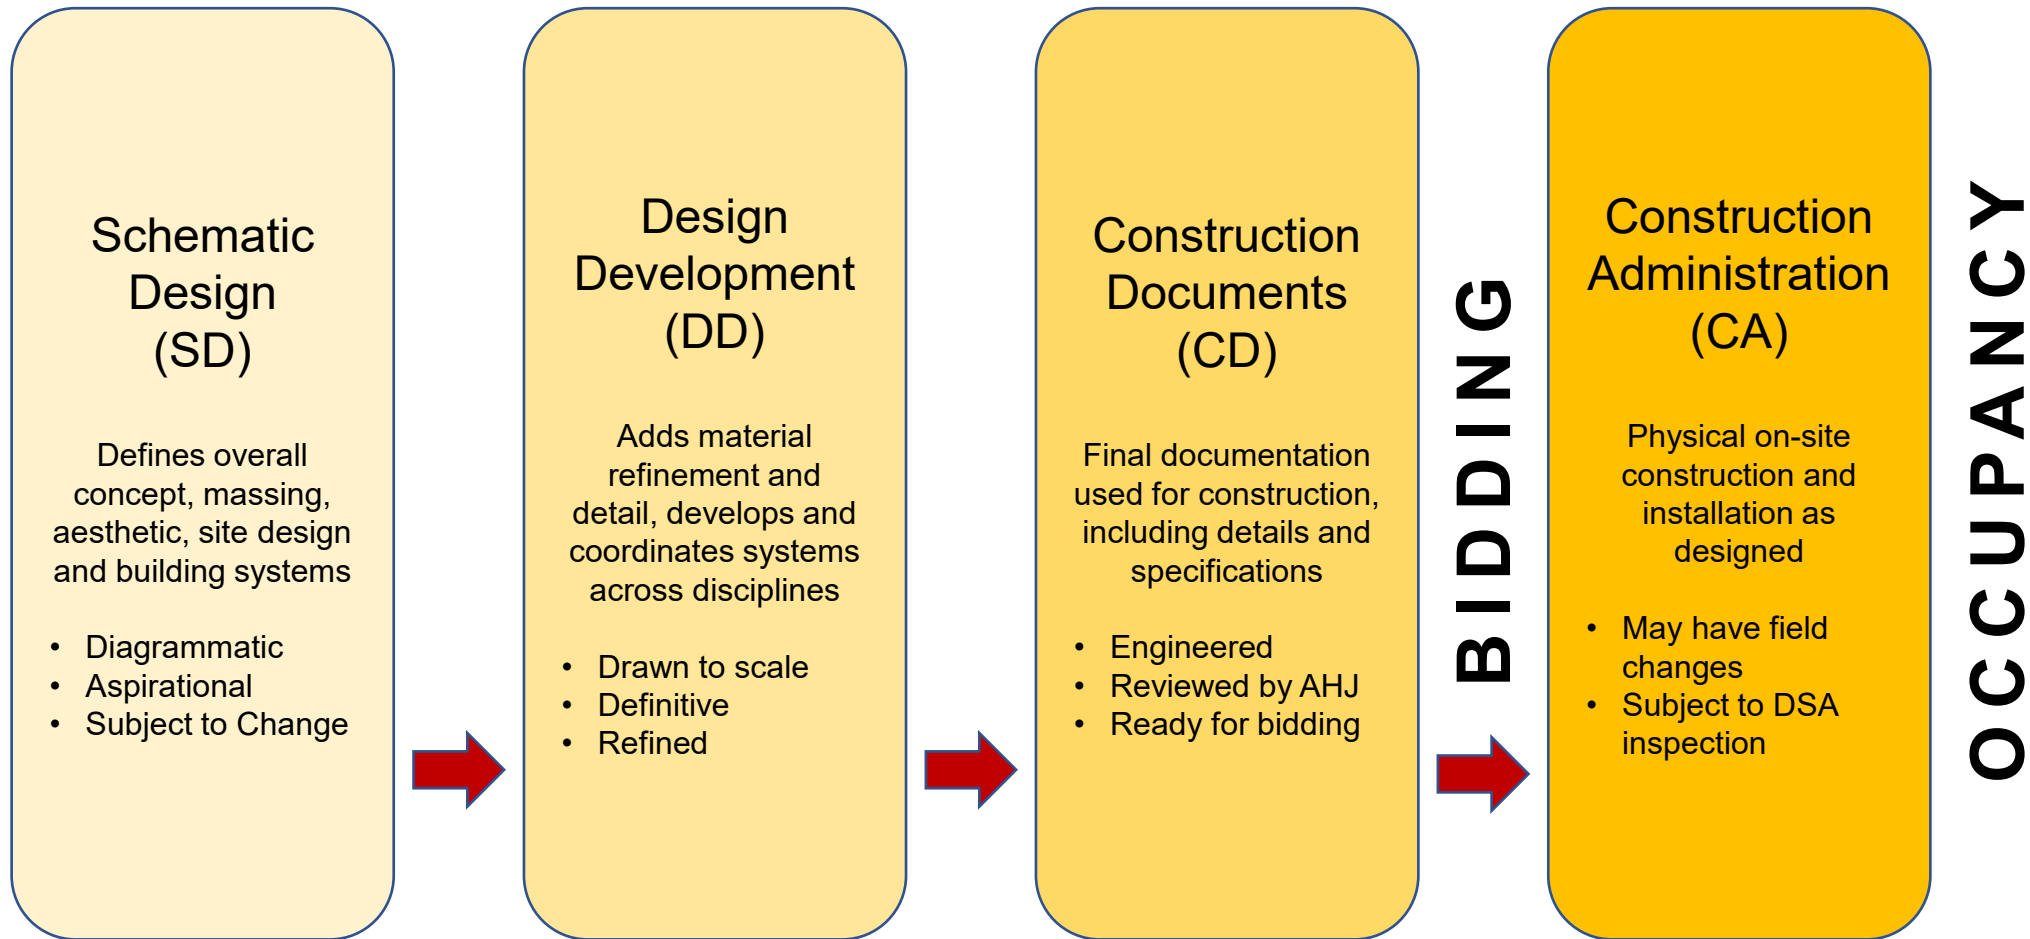 Schematic
Design
(SD)
Defines overall
concept, massing,
aesthetic, site design
and building systems
• Diagrammatic
• Aspirational
• Subject to Change
Design
Development
(DD)
Adds material
refinement and
detail, develops and
coordinates systems
across disciplines
• Drawn to scale
• Definitive
• Refined
Construction
Documents
(CD)
Final documentation
used for construction,
including details and
specifications
• Engineered
• Reviewed by AHJ
• Ready for bidding
BIDDING
Construction
Administration
(CA)
Physical on-site
construction and
installation as
designed
• May have field
changes
• Subject to DSA
inspection
OCCUPANCY